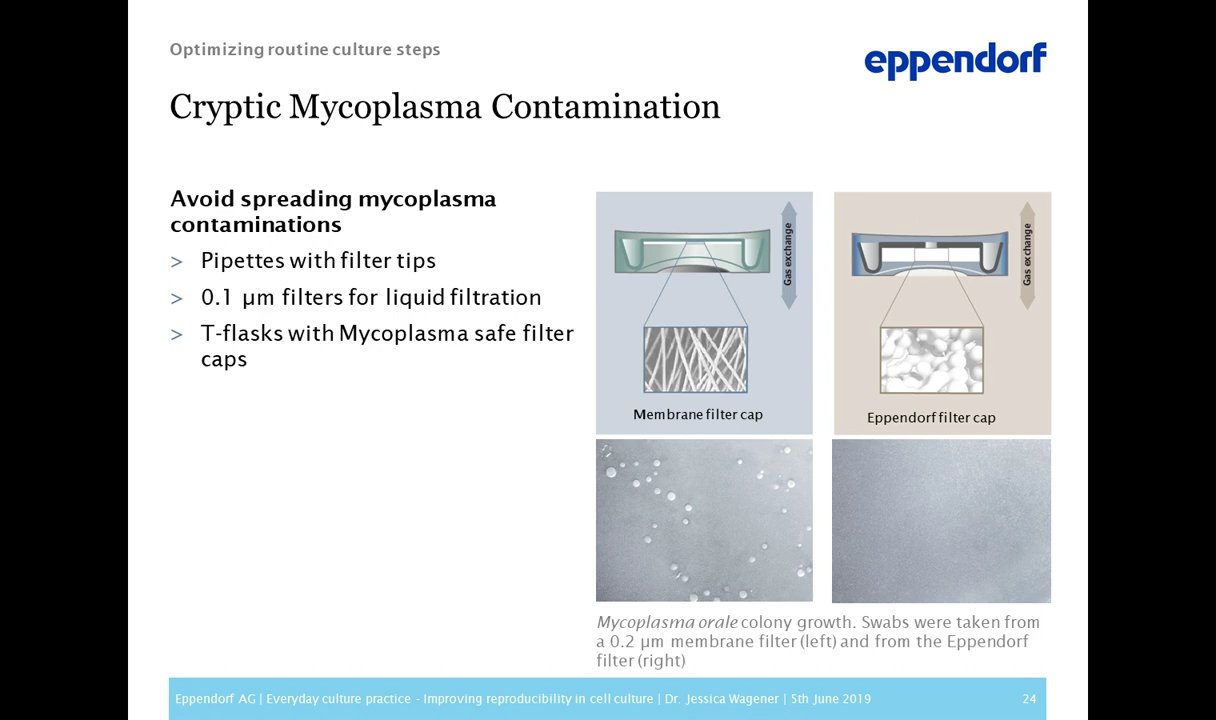 Optimizing routine culture steps
eppendorf
Cryptic Mycoplasma Contamination
Avoid spreading mycoplasma
contaminations
> Pipettes with filter tips
> 0.1 µm filters for liquid filtration
> T-flasks with Mycoplasma safe filter
caps
Gas exchange
Membrane filter cap
Gas exchange
Eppendorf filter cap
Mycoplasma orale colony growth. Swabs were taken from
a 0.2 µm membrane filter (left) and from the Eppendorf
filter (right)
Eppendorf AG | Everyday culture practice - Improving reproducibility in cell culture | Dr. Jessica Wagener | 5th June 2019
24